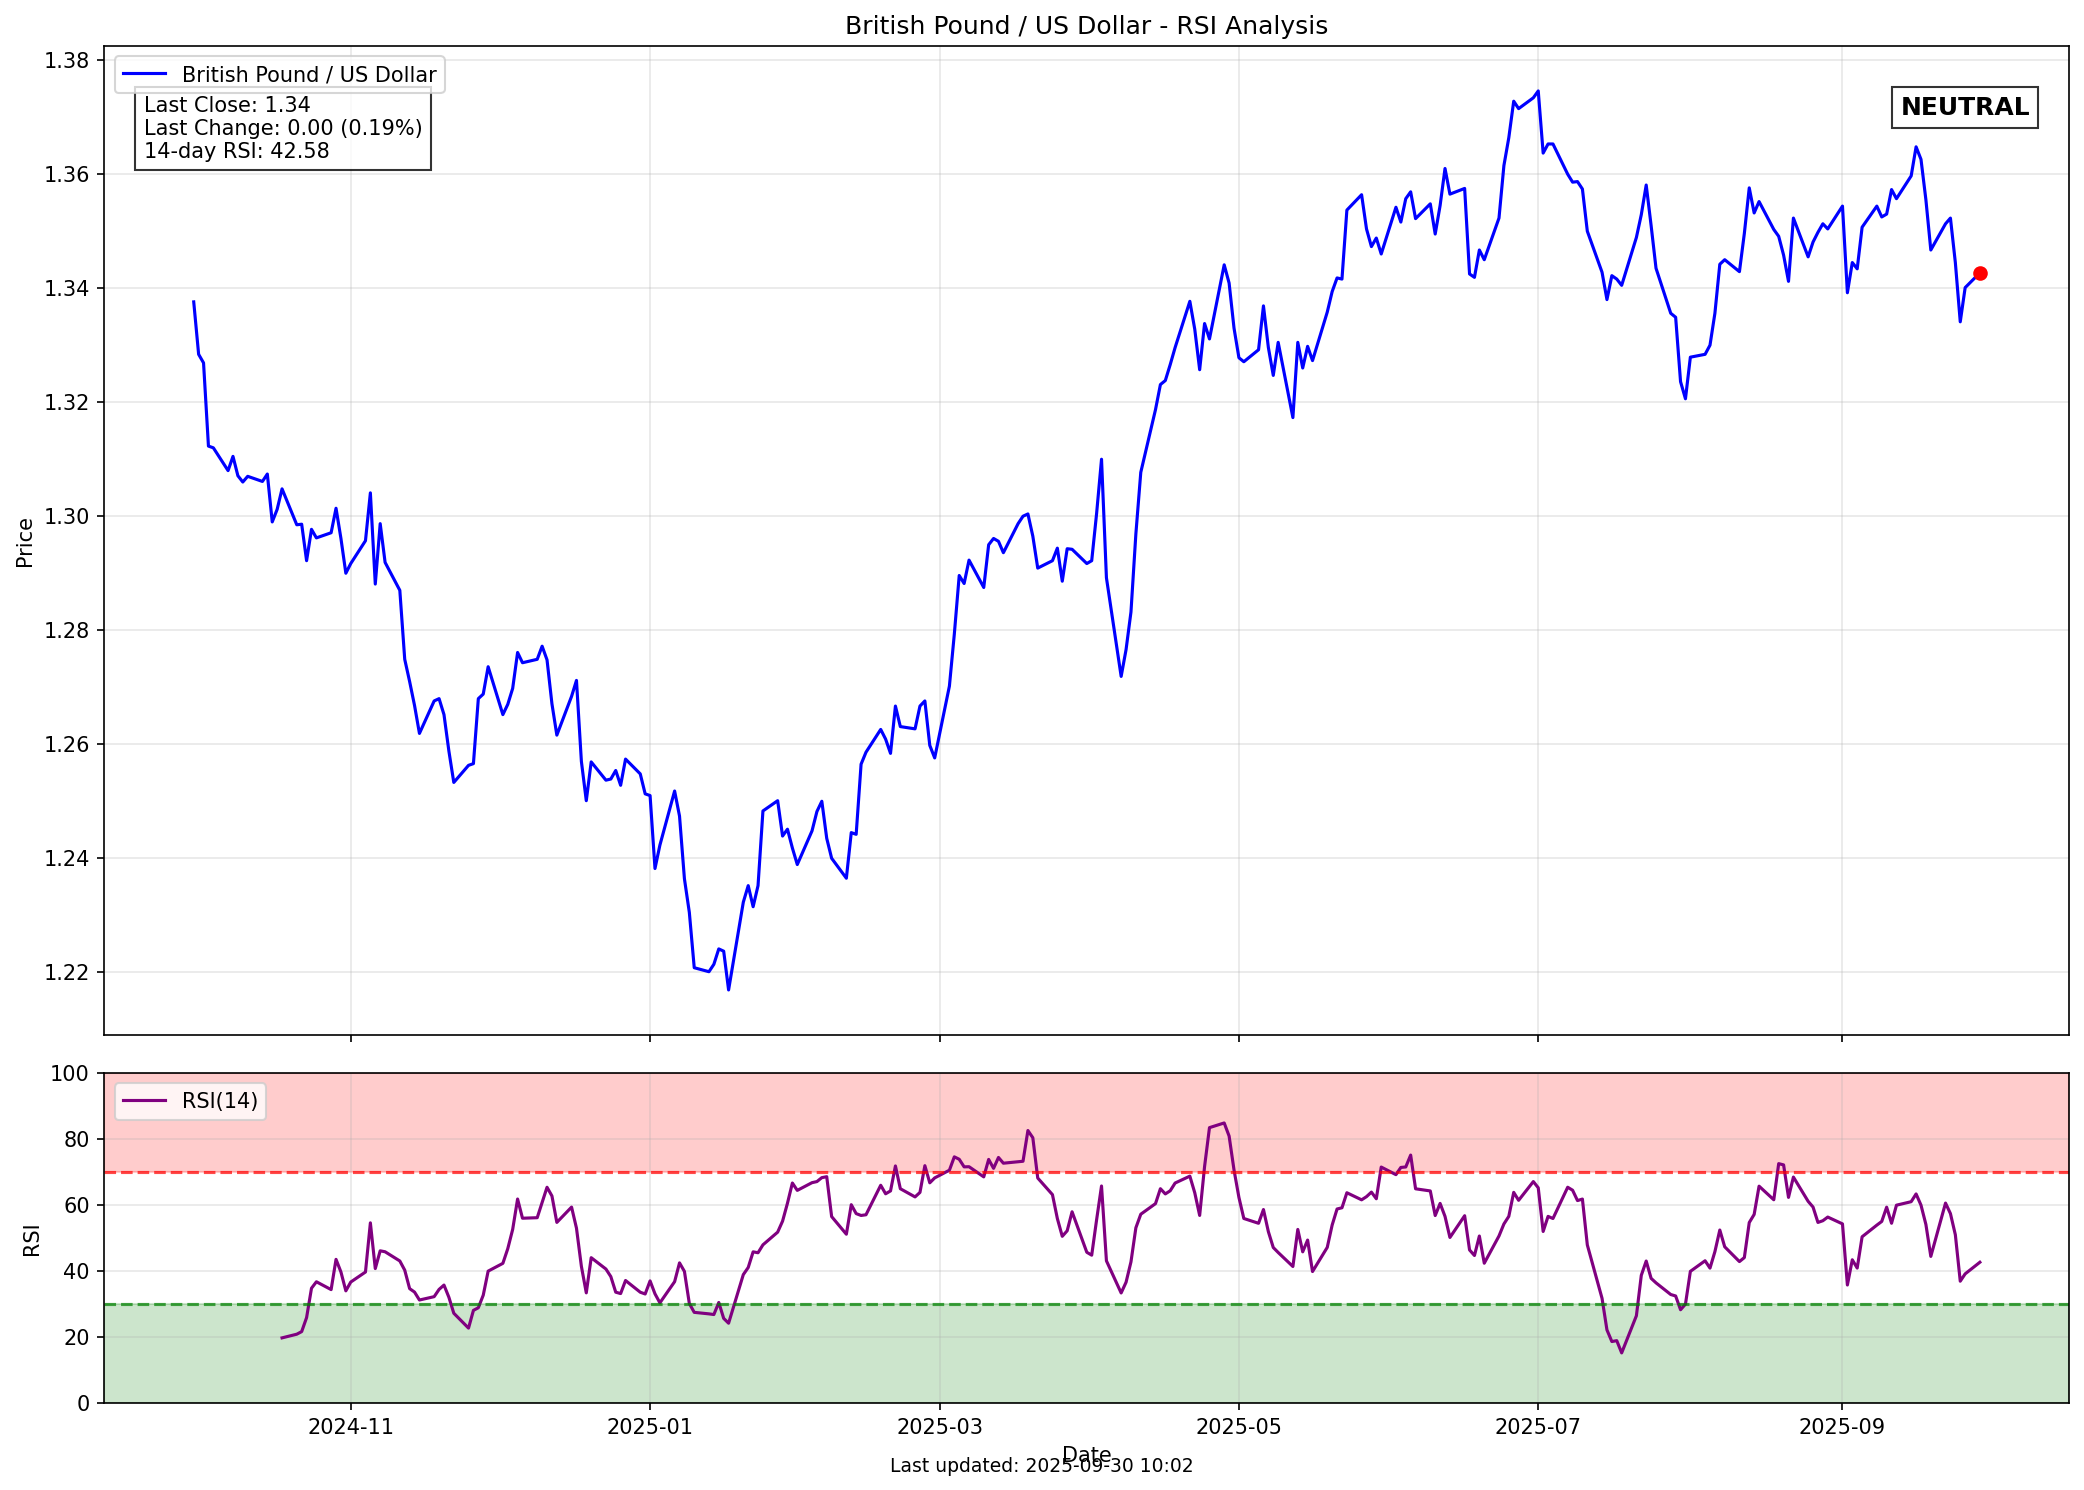 British Pound / US Dollar - RSI Analysis
British Pound / US Dollar
Last Close: 1.34
Last Change: 0.00 (0.19%)
14-day RSI: 42.58
NEUTRAL
Price
1.38
1.36
1.34
1.32
1.30
1.28
1.26
1.24
1.22
RSI(14)
RSI
100
80
60
40
20
0
2024-11
2025-01
2025-03
2025-05
2025-07
2025-09
Date
Last updated: 2025-09-30 10:02